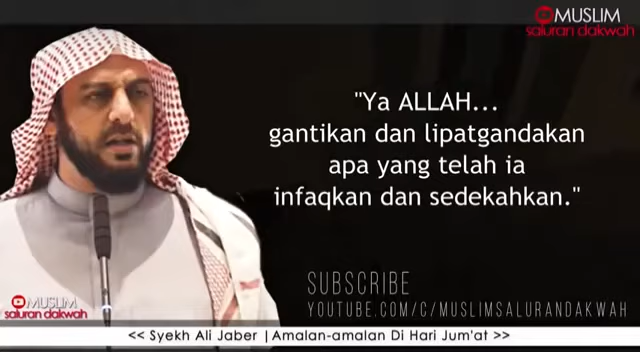 MUSLIM
saluran dakwah
"Ya ALLAH...
gantikan dan lipatgandakan
apa yang telah ia
infaqkan dan sedekahkan."
SUBSCRIBE
YOUTUBE.COM/C/MUSLIMSALURANDAKWAH
MUSLIM
saluran dakwah
<< Syekh Ali Jaber | Amalan-amalan Di Hari Jum'at >>